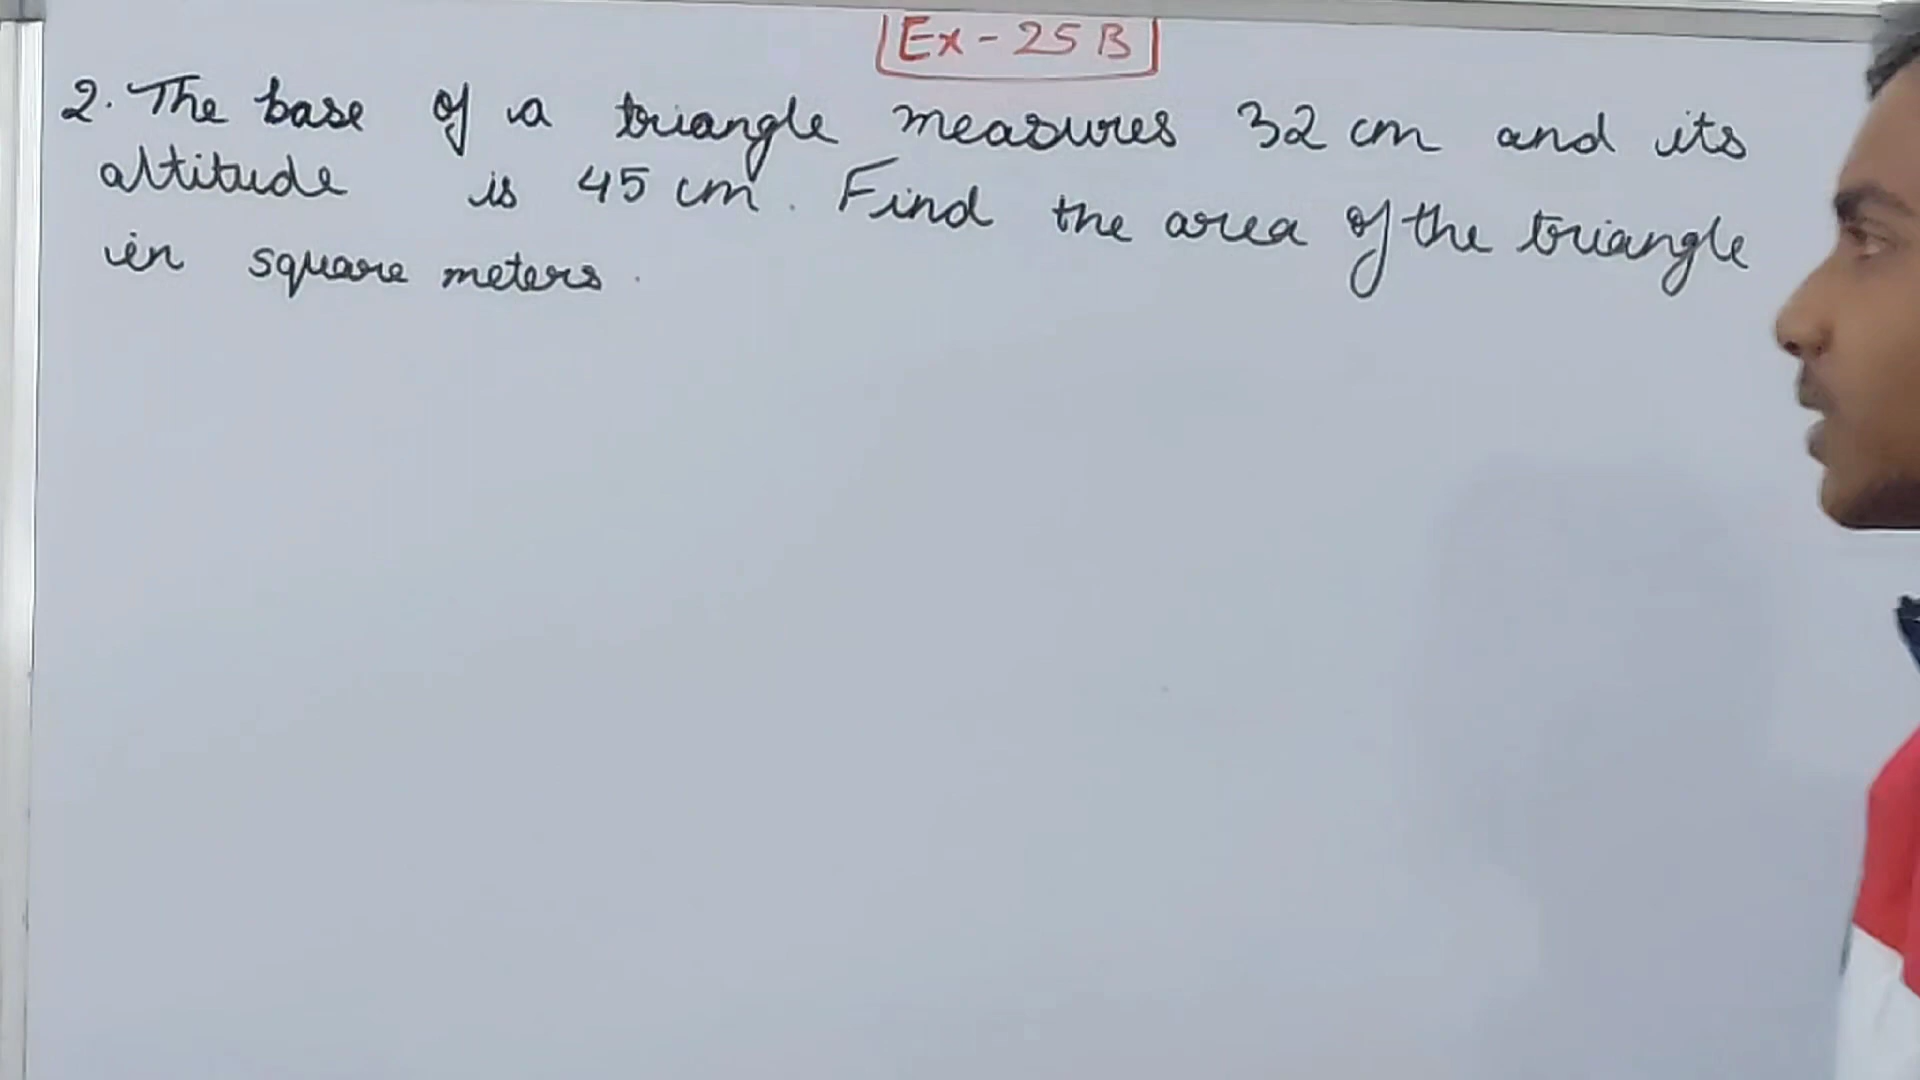 Ex - 25 B
2. The base of a triangle measures 32 cm and its
altitude is 45 cm. Find the area of the triangle
in square meters.